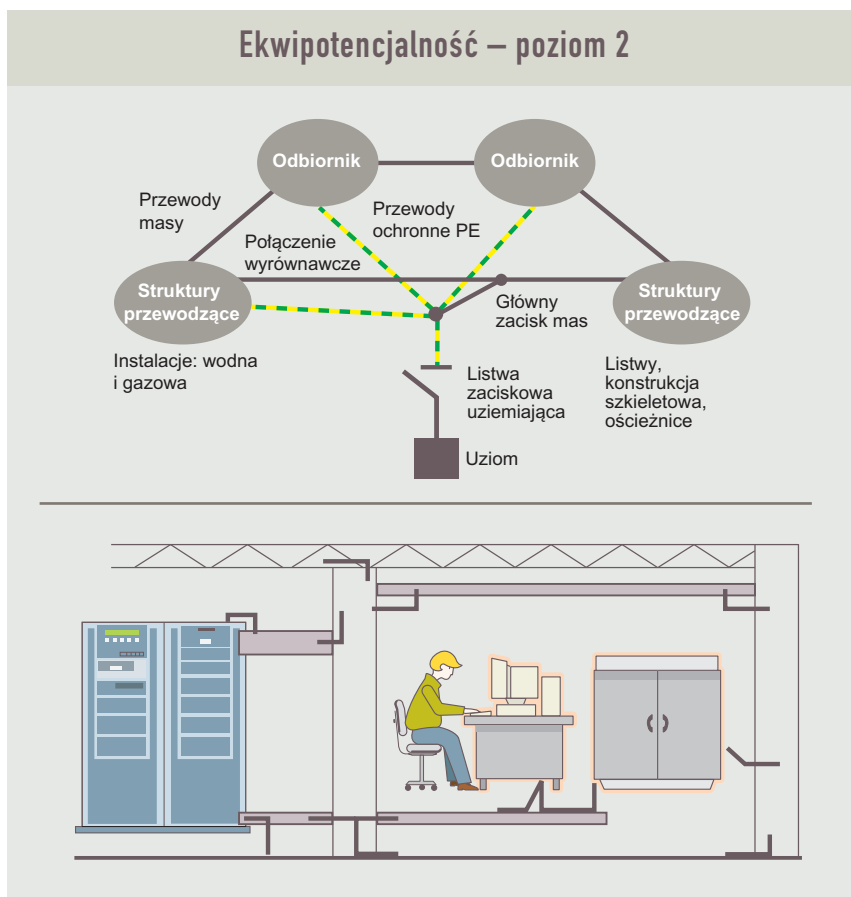 Ekwipotencjalność – poziom 2
Odbiornik
Odbiornik
Przewody
masy
Przewody
ochronne PE
Połączenie
wyrównawcze
Struktury
przewodzące
Główny
zacisk mas
Struktury
przewodzące
Instalacje: wodna
i gazowa
Listwa
zaciskowa
uziemiająca
Listwy,
konstrukcja
szkieletowa,
ościeżnice
Uziom